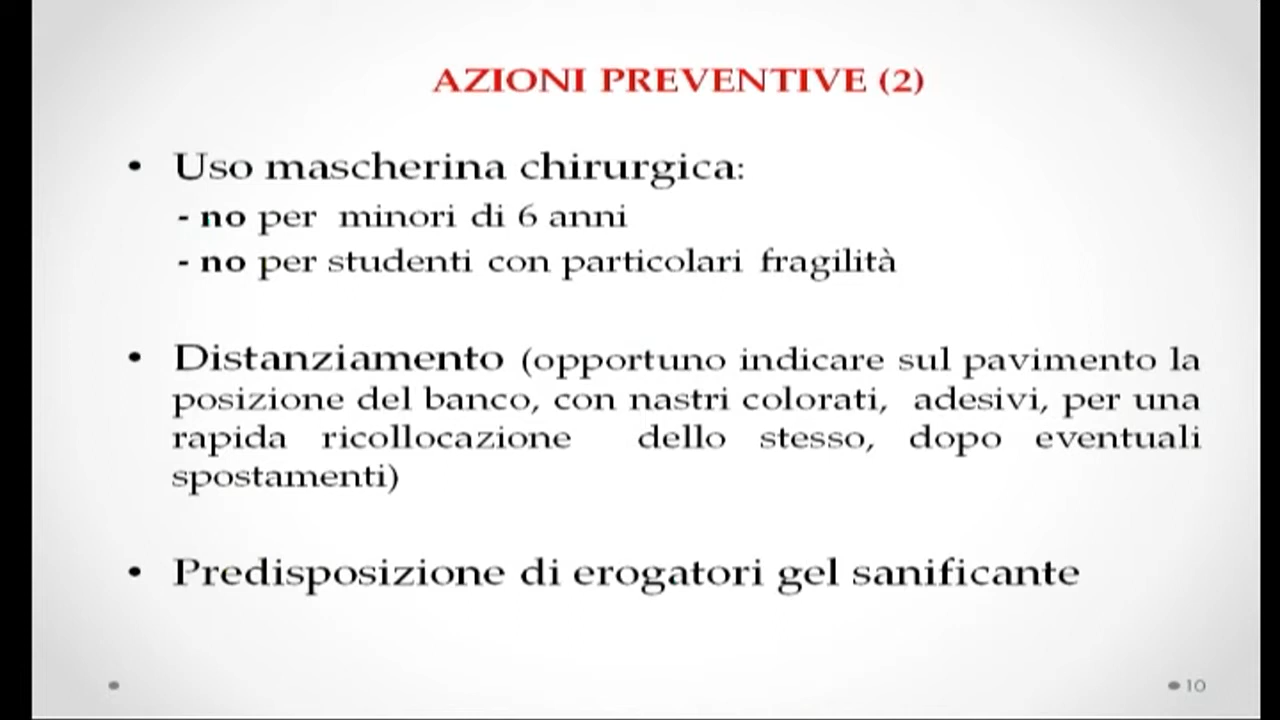 AZIONI PREVENTIVE (2)
• Uso mascherina chirurgica:
- no per minori di 6 anni
- no per studenti con particolari fragilità
• Distanziamento (opportuno indicare sul pavimento la
posizione del banco, con nastri colorati, adesivi, per una
rapida ricollocazione dello stesso, dopo eventuali
spostamenti)
• Predisposizione di erogatori gel sanificante
10